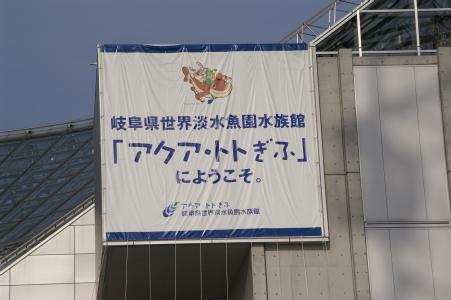 岐阜県世界淡水魚園水族館
「アクア・トトぎふ」
にようこそ。
アクア・トトぎふ
岐阜県世界淡水魚園水族館